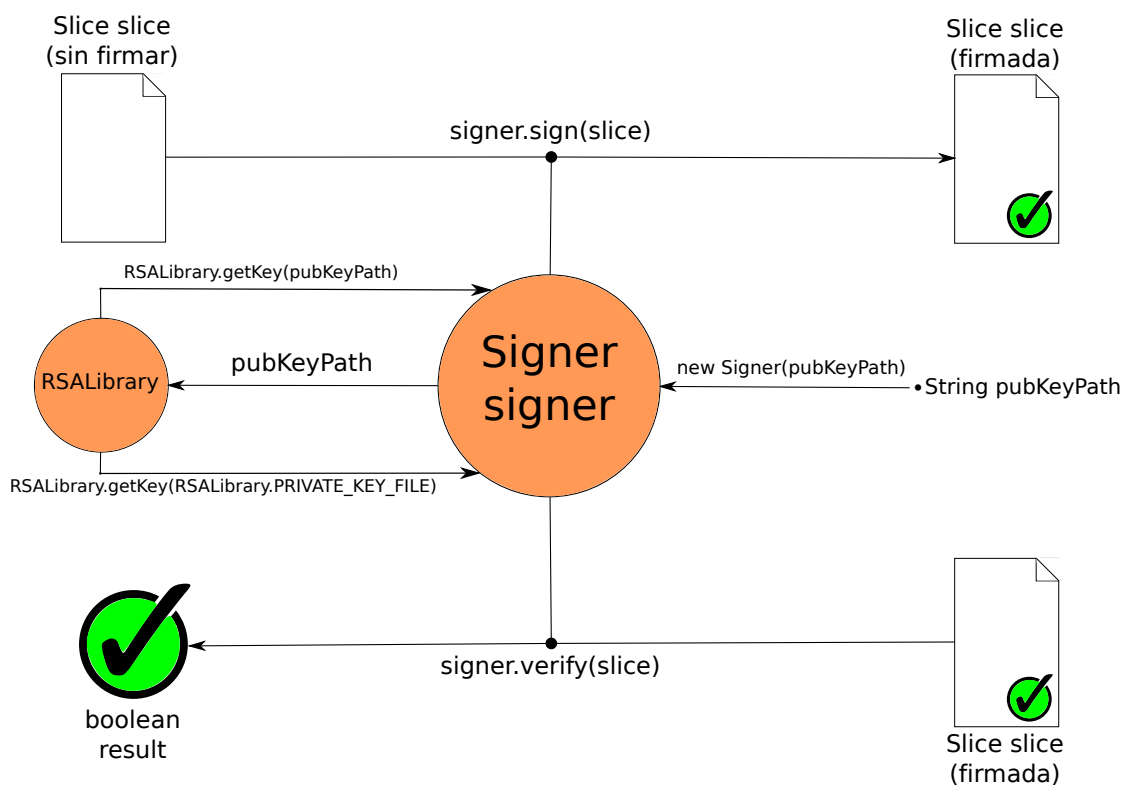 Slice slice
(sin firmar)
Slice slice
(firmada)
signer.sign(slice)
RSALibrary.getKey(pubKeyPath)
Signer
signer
RSALibrary
pubKeyPath
new Signer(pubKeyPath)
String pubKeyPath
RSALibrary.getKey(RSALibrary.PRIVATE_KEY_FILE)
signer.verify(slice)
boolean
result
Slice slice
(firmada)